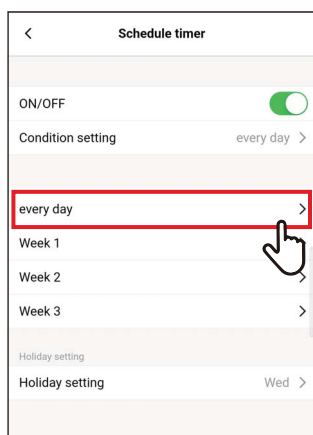 Schedule timer
ON/OFF
Condition setting every day
every day
Week 1
Week 2
Week 3
Holiday setting
Holiday setting Wed